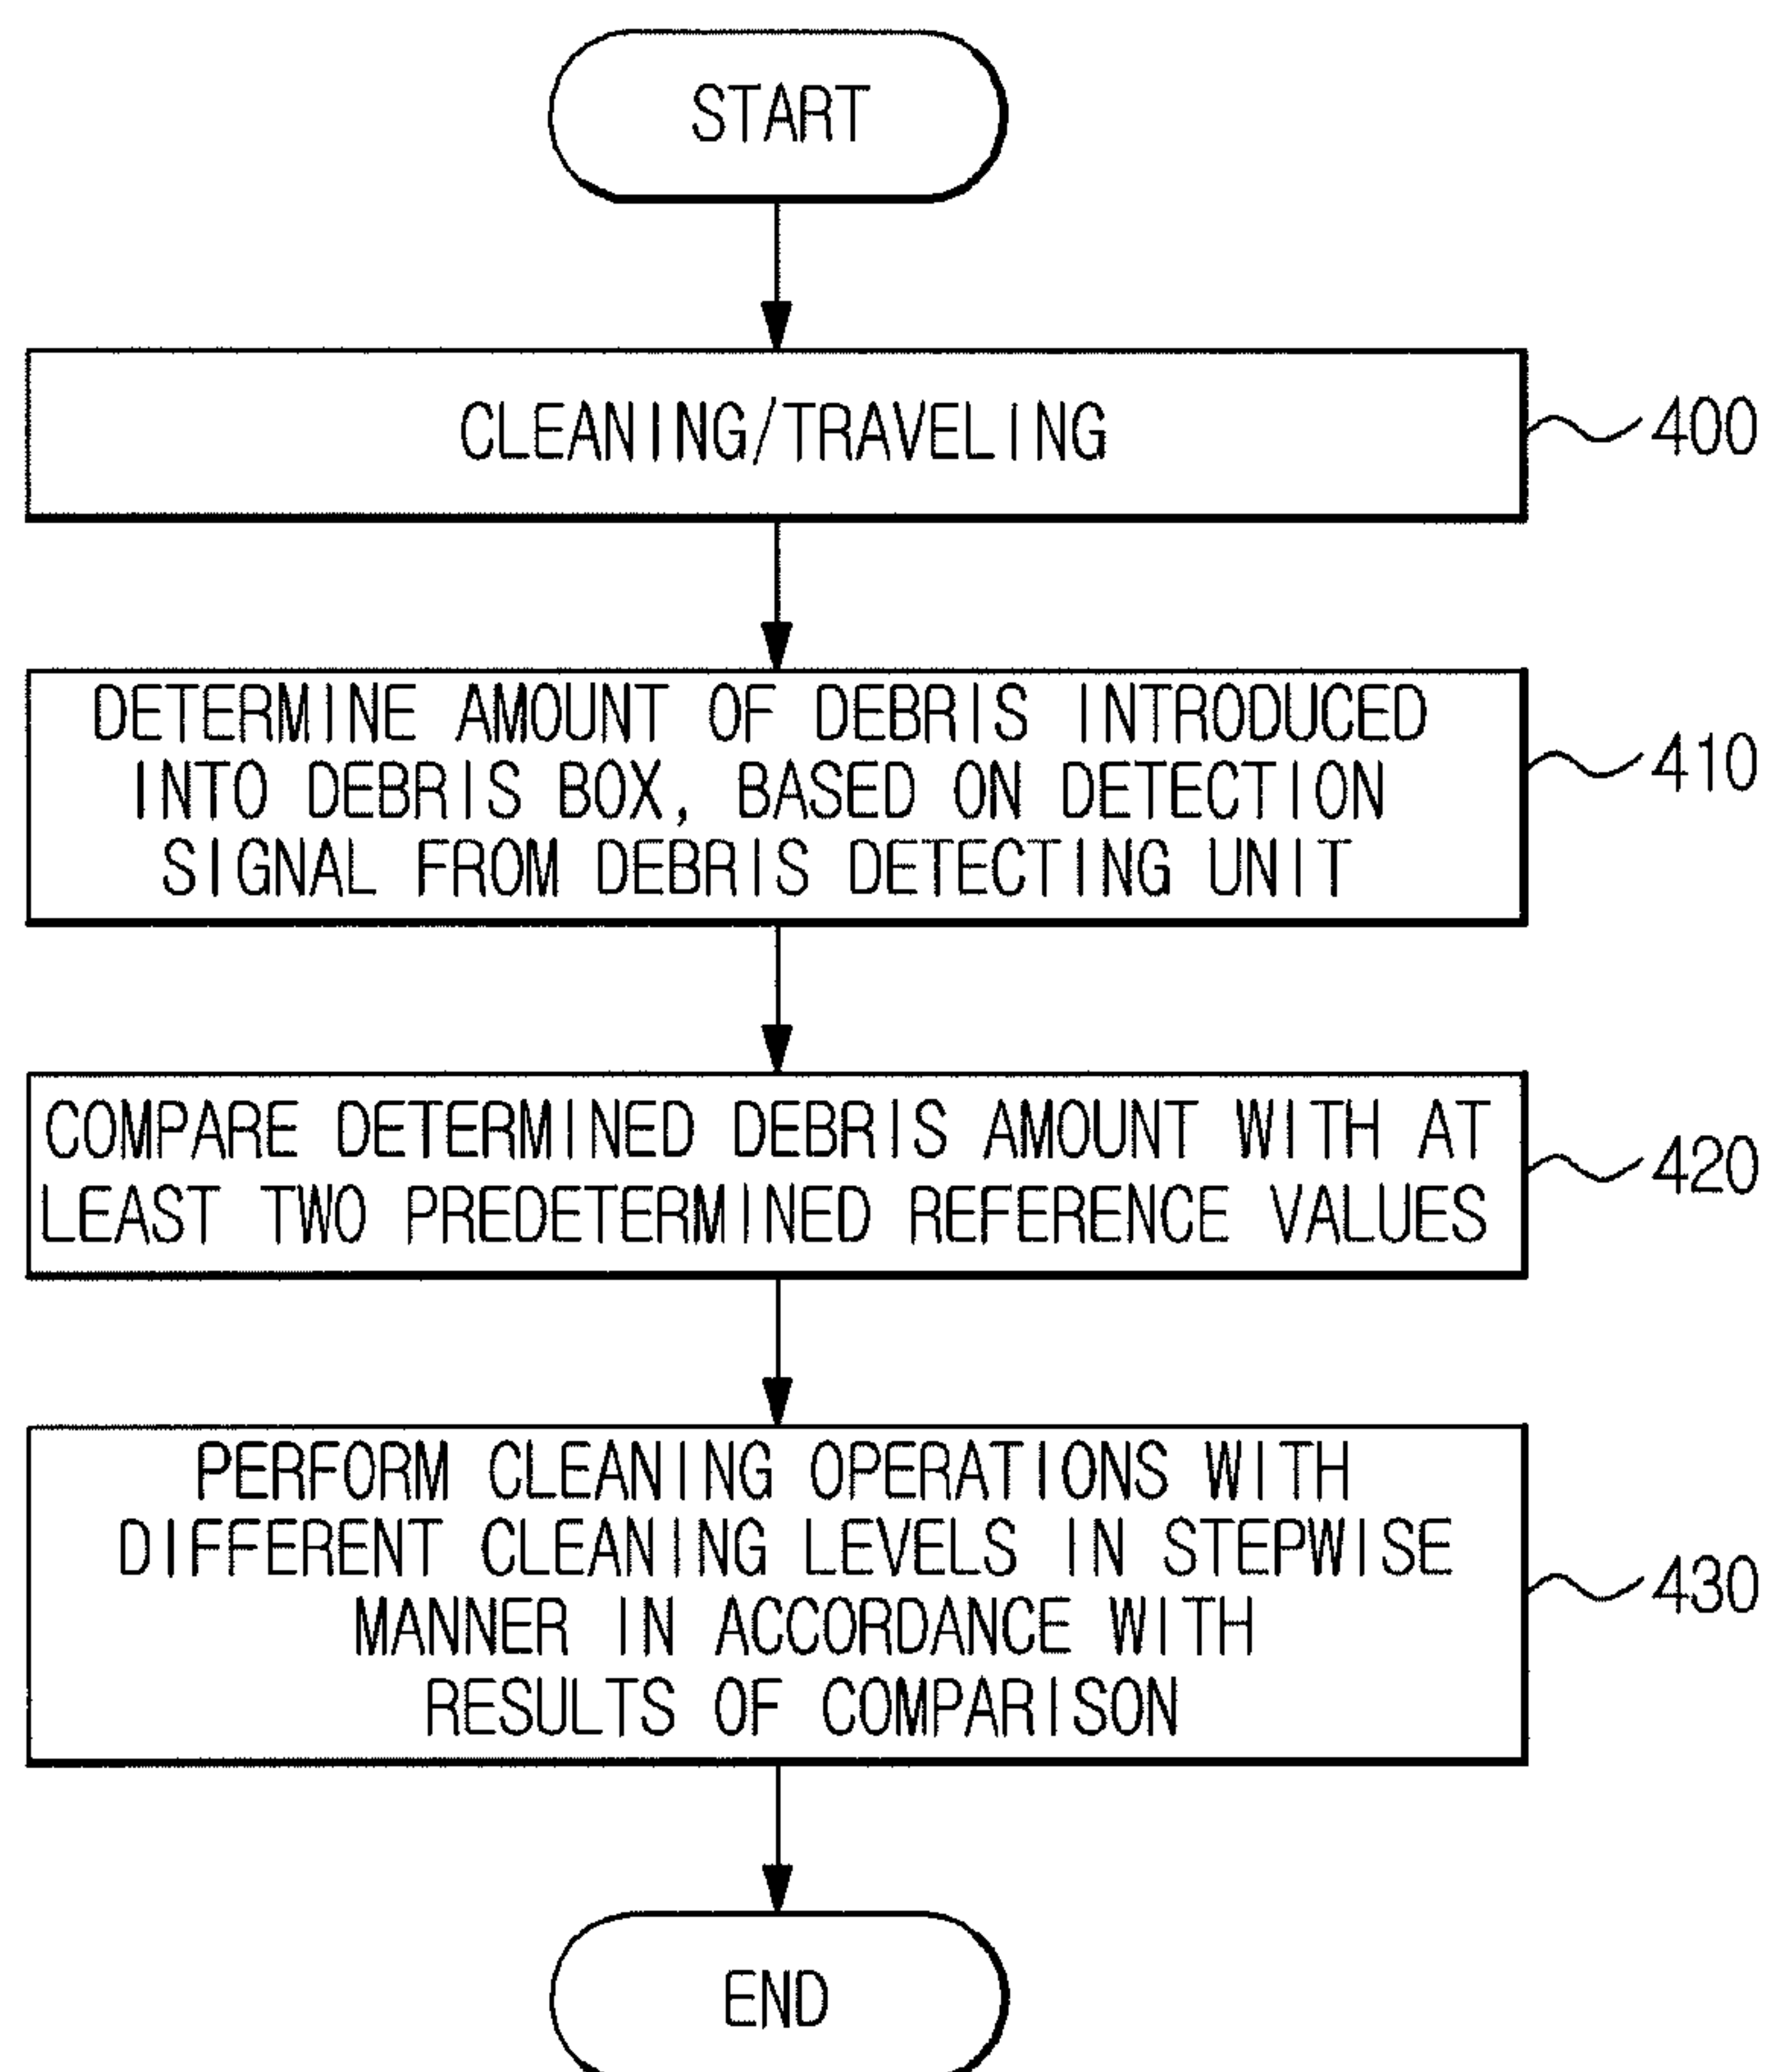 START
CLEANING/TRAVELING
400
DETERMINE AMOUNT OF DEBRIS INTRODUCED
INTO DEBRIS BOX, BASED ON DETECTION
SIGNAL FROM DEBRIS DETECTING UNIT
410
COMPARE DETERMINED DEBRIS AMOUNT WITH AT
LEAST TWO PREDETERMINED REFERENCE VALUES
420
PERFORM CLEANING OPERATIONS WITH
DIFFERENT CLEANING LEVELS IN STEPWISE
MANNER IN ACCORDANCE WITH
RESULTS OF COMPARISON
430
END